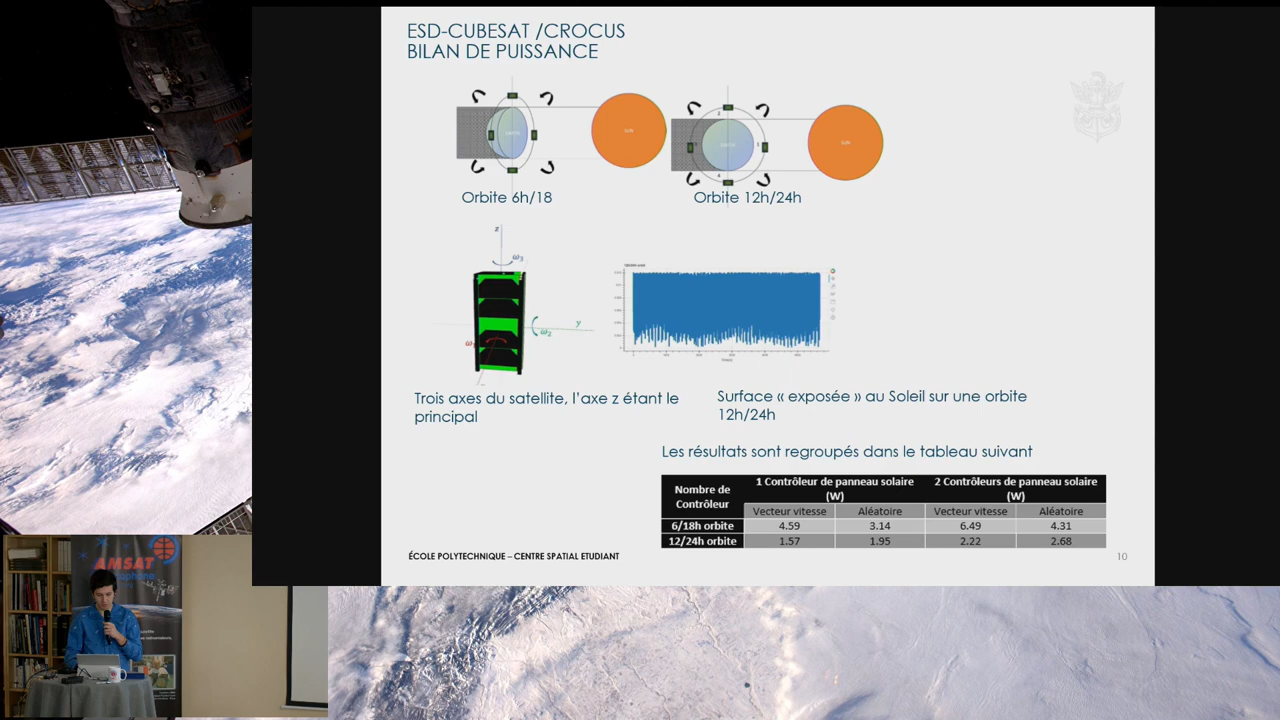 ESD-CUBESAT /CROCUS
BILAN DE PUISSANCE
SUN
SUN
Orbite 6h/18
Orbite 12h/24h
z
ω3
y
ω2
Trois axes du satellite, l'axe z étant le
principal
Surface « exposée » au Soleil sur une orbite
12h/24h
Les résultats sont regroupés dans le tableau suivant
Nombre de Contrôleur 1 Contrôleur de panneau solaire (W) 2 Contrôleurs de panneau solaire (W)
Vecteur vitesse Aléatoire Vecteur vitesse Aléatoire
6/18h orbite 4.59 3.14 6.49 4.31
12/24h orbite 1.57 1.95 2.22 2.68
ÉCOLE POLYTECHNIQUE – CENTRE SPATIAL ETUDIANT
10
AMSAT